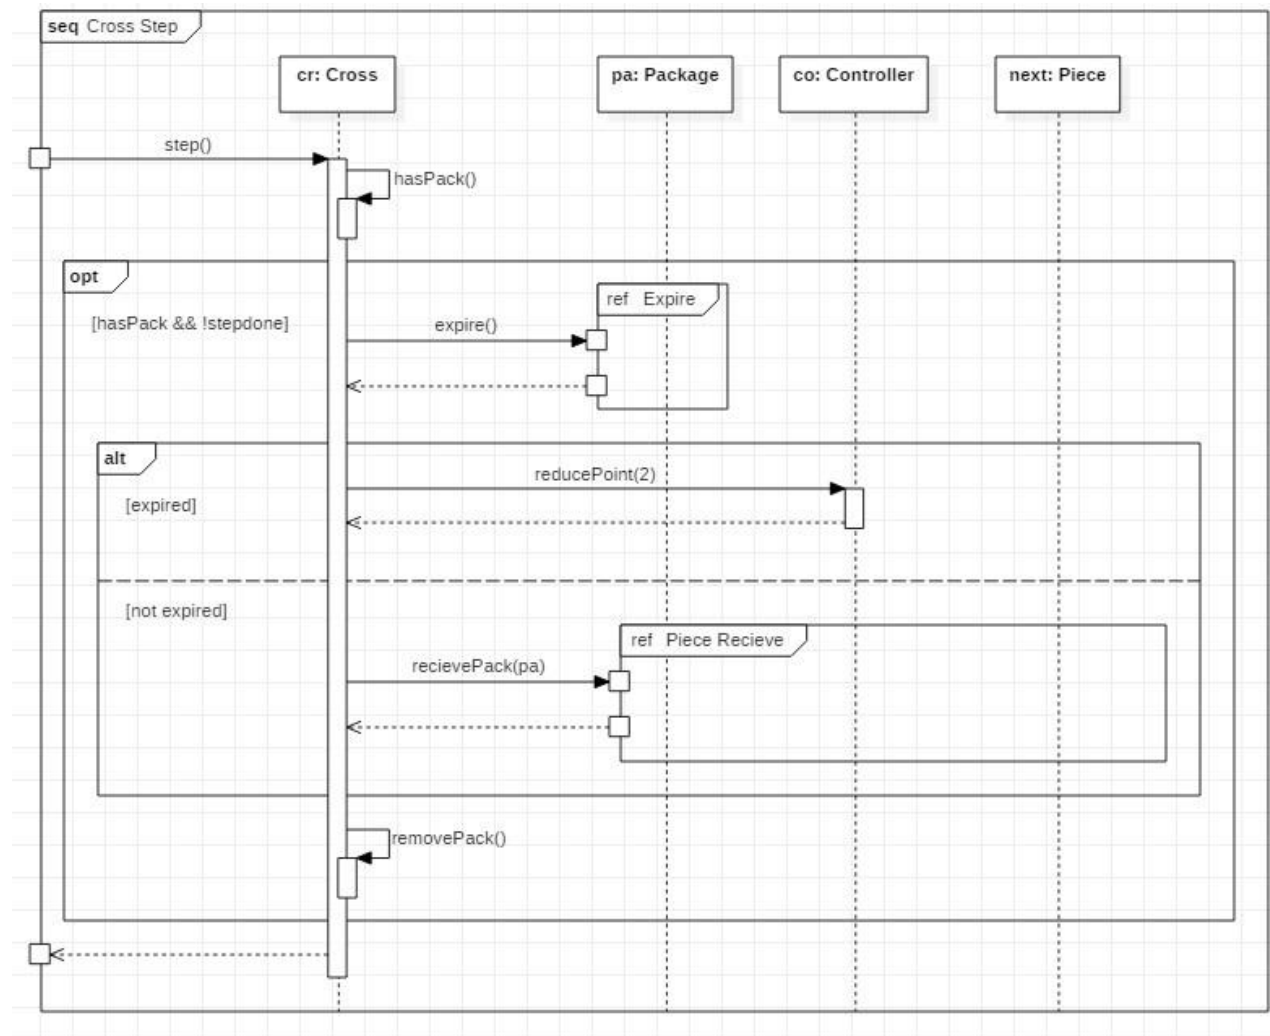 seq Cross Step
cr: Cross
pa: Package
co: Controller
next: Piece
step()
hasPack()
opt
[hasPack && !stepdone]
ref Expire
expire()
alt
reducePoint(2)
[expired]
[not expired]
ref Piece Recieve
recievePack(pa)
removePack()